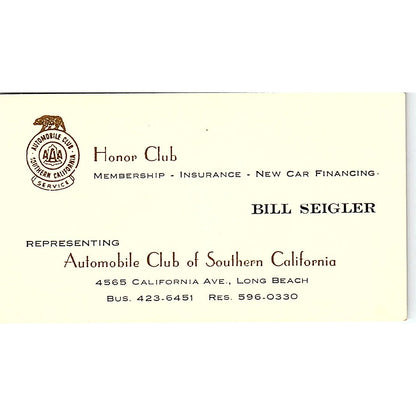 AUTOMOBILE CLUB
SOUTHERN CALIFORNIA
AAA
SERVICE
Honor Club
MEMBERSHIP - INSURANCE - NEW CAR FINANCING-
BILL SEIGLER
REPRESENTING
Automobile Club of Southern California
4565 CALIFORNIA AVE., LONG BEACH
BUS. 423-6451 RES. 596-0330